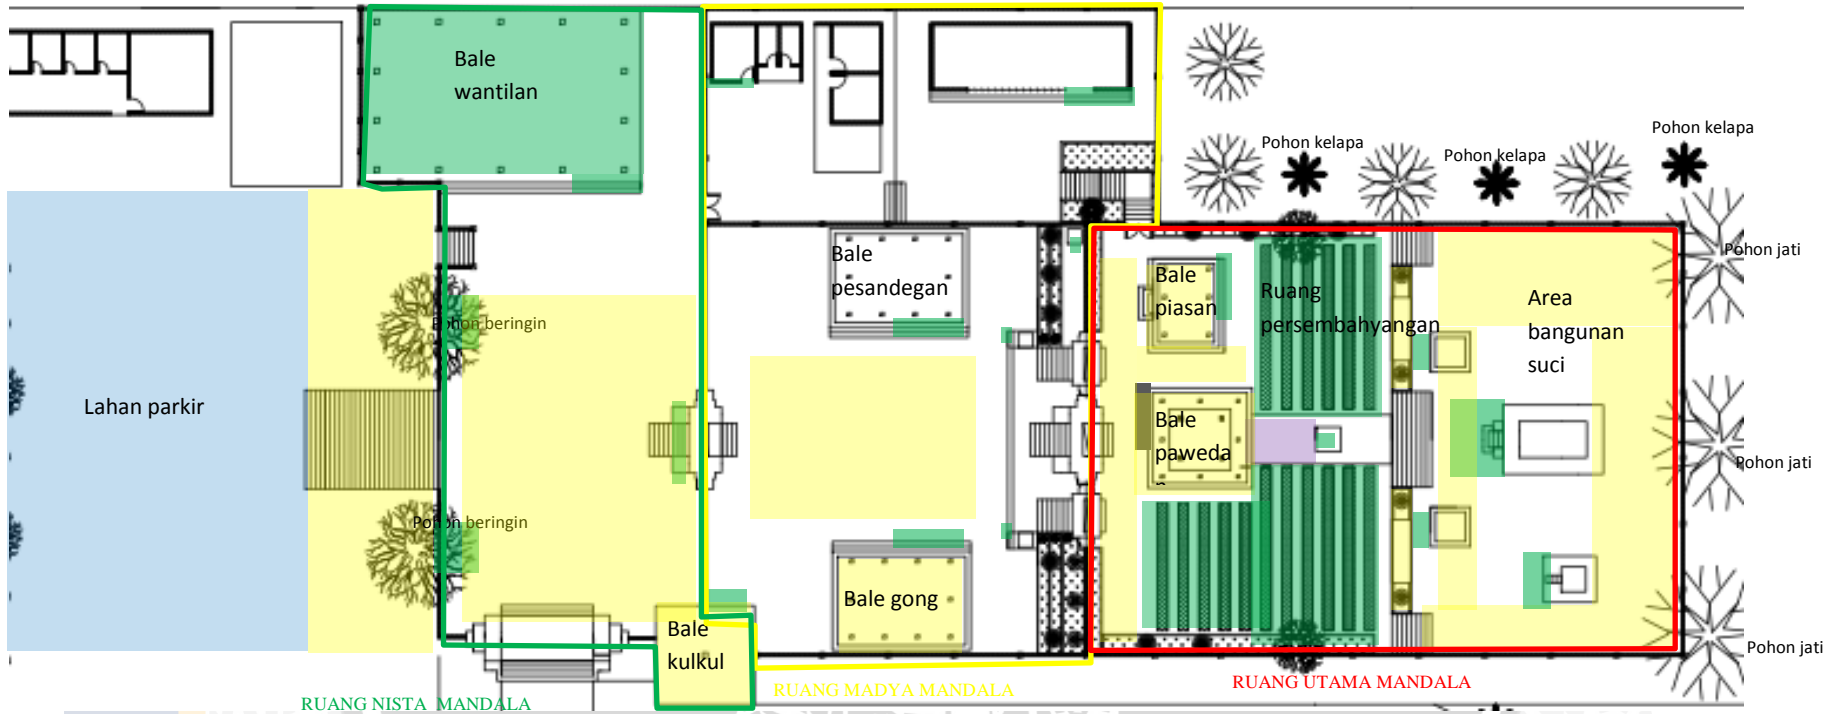 Bale
wantilan
Pohon kelapa
Pohon kelapa
Pohon kelapa
Bale
pesandegan
Bale
piasan
Ruang
persembahyangan
Area
bangunan
suci
Pohon jati
Pohon beringin
Lahan parkir
Bale
paweda
Pohon jati
Pohon beringin
Bale gong
Bale
kulkul
Pohon jati
RUANG NISTA MANDALA
RUANG MADYA MANDALA
RUANG UTAMA MANDALA